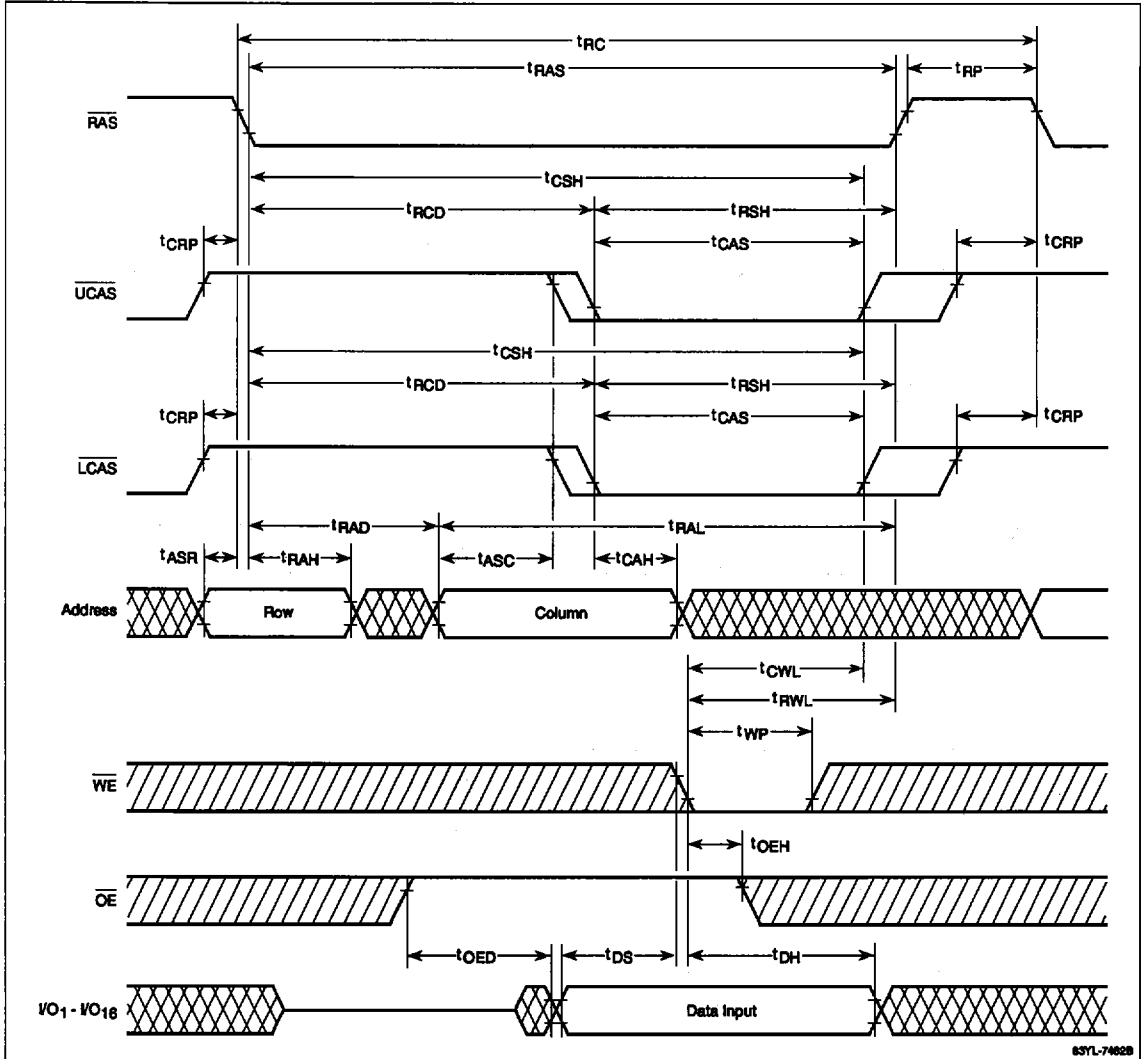 tRC
tRAS
tRP
RAS
tCSH
tRCD
tRSH
tCRP
tCAS
tCRP
UCAS
tCSH
tRCD
tRSH
tCRP
tCAS
tCRP
LCAS
tRAD
tRAL
tASR
tRAH
tASC
tCAH
Address
Row
Column
tCWL
tRWL
tWP
WE
tOEH
OE
tOED
tDS
tDH
I/O1 - I/O16
Data Input
83YL-7462B